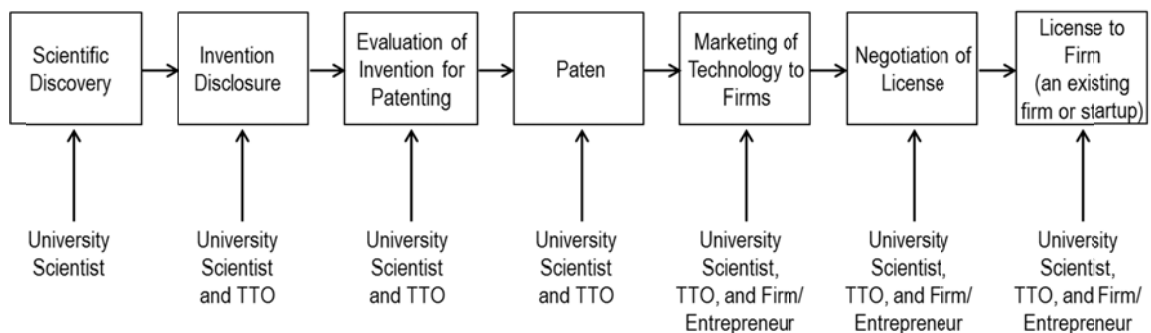 Scientific
Discovery
Invention
Disclosure
Evaluation of
Invention for
Patenting
Paten
Marketing of
Technology to
Firms
Negotiation of
License
License to
Firm
(an existing
firm or startup)
University
Scientist
University
Scientist
and TTO
University
Scientist
and TTO
University
Scientist
and TTO
University
Scientist,
TTO, and Firm/
Entrepreneur
University
Scientist,
TTO, and Firm/
Entrepreneur
University
Scientist,
TTO, and Firm/
Entrepreneur